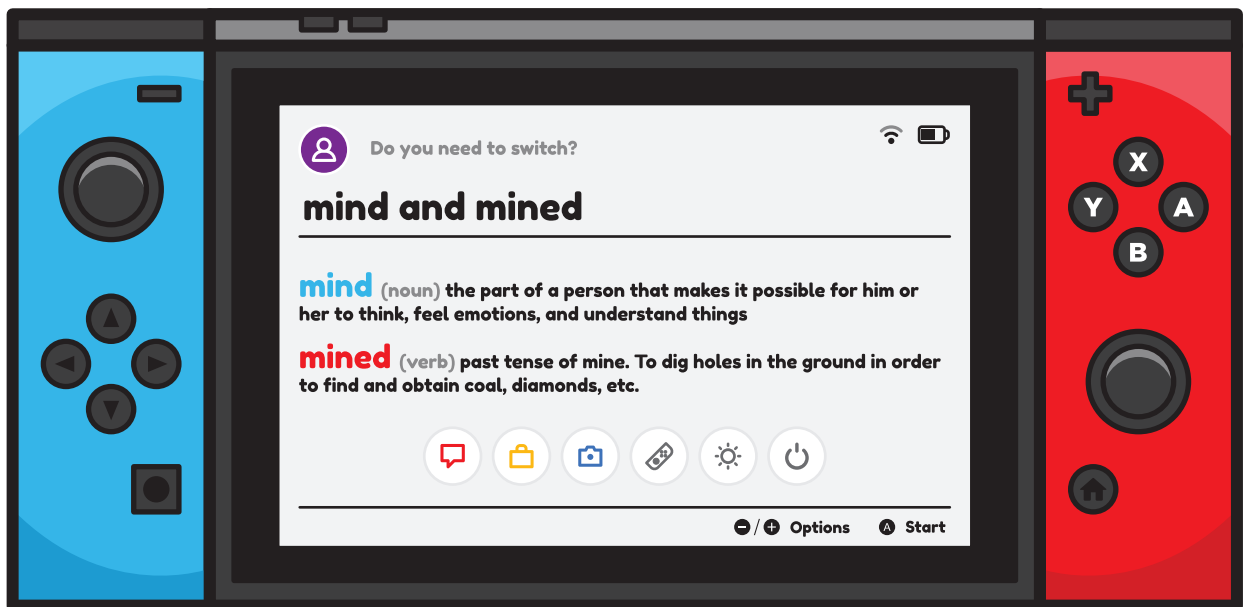 Do you need to switch?
mind and mined
mind (noun) the part of a person that makes it possible for him or
her to think, feel emotions, and understand things
mined (verb) past tense of mine. To dig holes in the ground in order
to find and obtain coal, diamonds, etc.
X
Y A
B
/ Options A Start